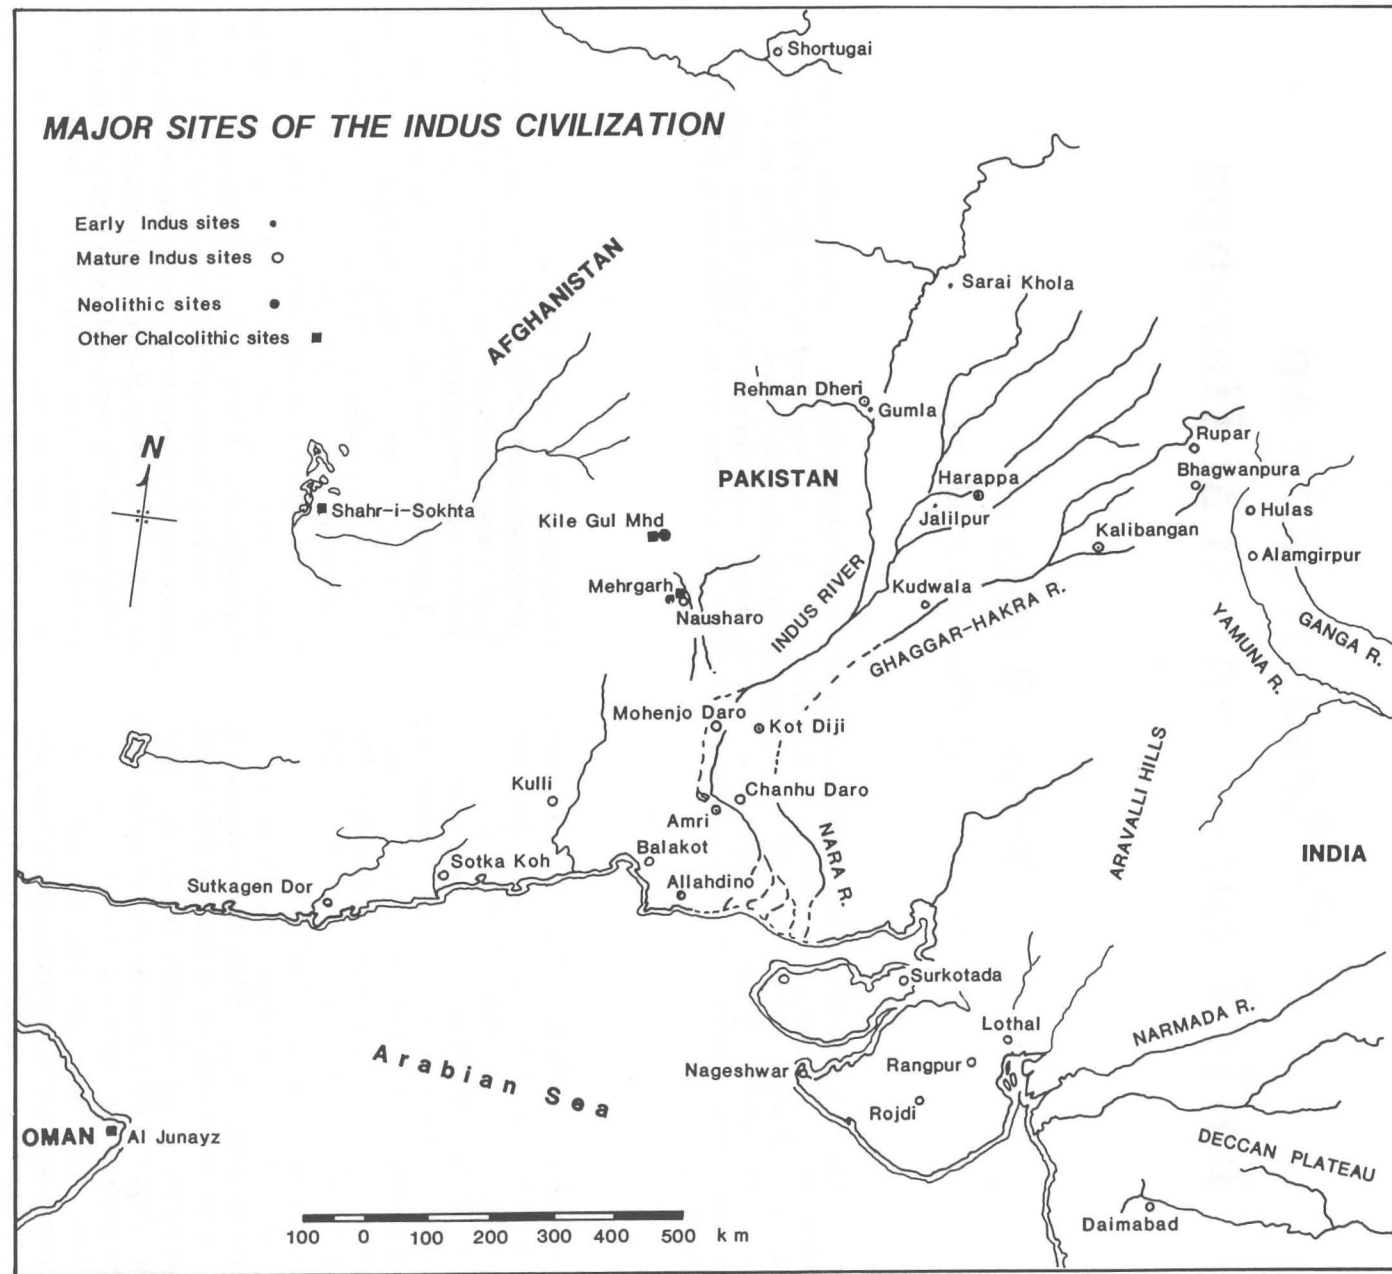 Shortugai
MAJOR SITES OF THE INDUS CIVILIZATION
Early Indus sites
Mature Indus sites
Neolithic sites
Other Chalcolithic sites
AFGHANISTAN
Sarai Khola
Rehman Dheri
Gumla
N
PAKISTAN
Rupar
Harappa
Bhagwanpura
Shahr-i-Sokhta
Kile Gul Mhd
Jalilpur
Hulas
Kalibangan
Alamgirpur
Mehrgarh
Nausharo
INDUS RIVER
Kudwala
GHAGGAR-HAKRA R.
YAMUNA R.
GANGA R.
Mohenjo Daro
Kot Diji
Kulli
Chanhu Daro
Amri
NARA R.
ARAVALLI HILLS
INDIA
Balakot
Sotka Koh
Sutkagen Dor
Allahdino
Surkotada
Lothal
NARMADA R.
Arabian Sea
Nageshwar
Rangpur
Rojdi
OMAN
Al Junayz
DECCAN PLATEAU
Daimabad
100 0 100 200 300 400 500 km